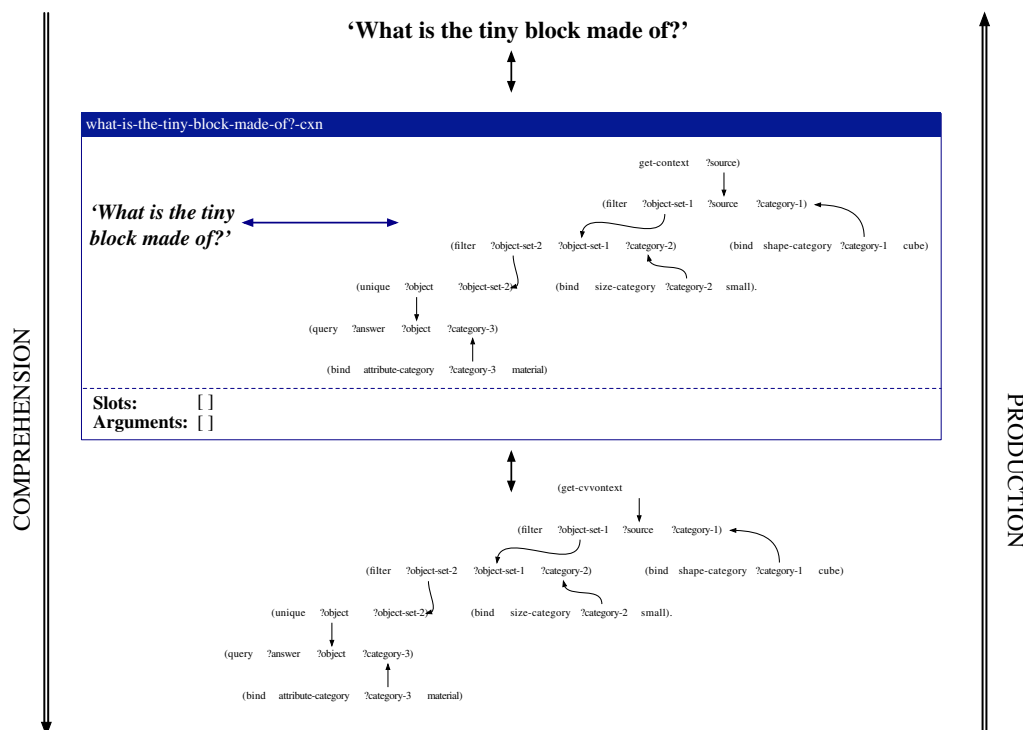 ‘What is the tiny block made of?’
what-is-the-tiny-block-made-of?-cxn
get-context ?source)
(filter ?object-set-1 ?source ?category-1)
‘What is the tiny
block made of?’
(filter ?object-set-2 ?object-set-1 ?category-2) (bind shape-category ?category-1 cube)
(unique ?object ?object-set-2) (bind size-category ?category-2 small).
(query ?answer ?object ?category-3)
(bind attribute-category ?category-3 material)
Slots: [ ]
Arguments: [ ]
COMPREHENSION
PRODUCTION
(get-cvvontext
(filter ?object-set-1 ?source ?category-1)
(filter ?object-set-2 ?object-set-1 ?category-2) (bind shape-category ?category-1 cube)
(unique ?object ?object-set-2) (bind size-category ?category-2 small).
(query ?answer ?object ?category-3)
(bind attribute-category ?category-3 material)